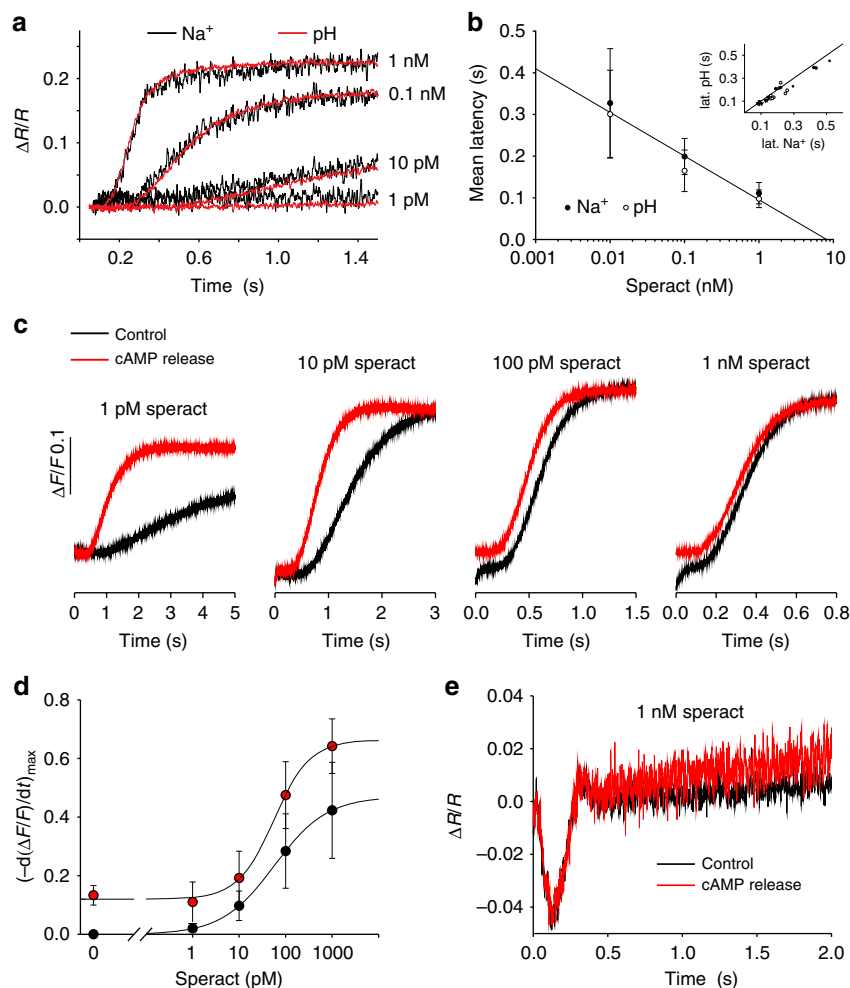 a
Na⁺ pH
1 nM
0.1 nM
10 pM
1 pM
ΔR/R
0.2
0.1
0.0
0.2 0.6 1.0 1.4
Time (s)
b
Mean latency (s)
0.5
0.4
0.3
0.2
0.1
0.0
0.001 0.01 0.1 1 10
Speract (nM)
Na⁺ pH
lat. pH (s)
0.5
0.3
0.1
0.1 0.3 0.5
lat. Na⁺ (s)
c
Control
cAMP release
1 pM speract
10 pM speract
100 pM speract
1 nM speract
ΔF/F 0.1
0 1 2 3 4 5
Time (s)
0 1 2 3
Time (s)
0.0 0.5 1.0 1.5
Time (s)
0.0 0.2 0.4 0.6 0.8
Time (s)
d
(–d(ΔF/F)/dt)max
0.8
0.6
0.4
0.2
0.0
0 1 10 100 1000
Speract (pM)
e
1 nM speract
ΔR/R
0.04
0.02
0.0
–0.02
–0.04
Control
cAMP release
0.0 0.5 1.0 1.5 2.0
Time (s)